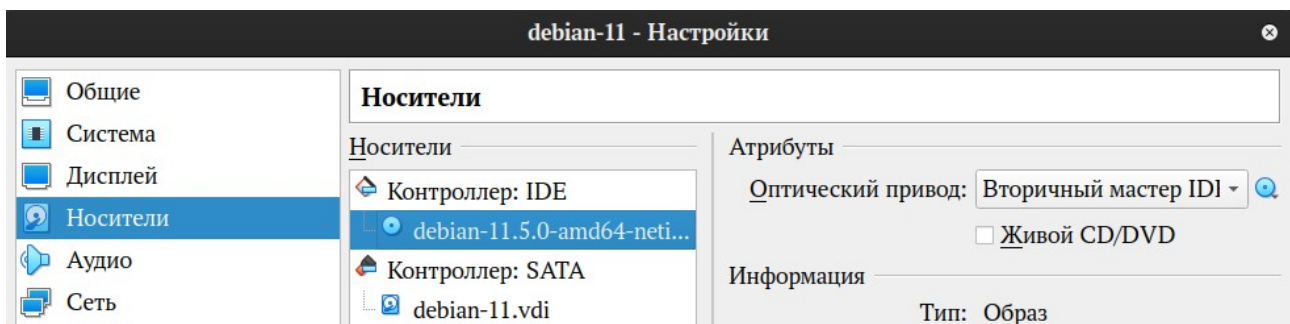 debian-11 - Настройки
Общие
Система
Дисплей
Носители
Аудио
Сеть
Носители
Носители
Контроллер: IDE
debian-11.5.0-amd64-neti...
Контроллер: SATA
debian-11.vdi
Атрибуты
Оптический привод: Вторичный мастер IDI
Живой CD/DVD
Информация
Тип: Образ